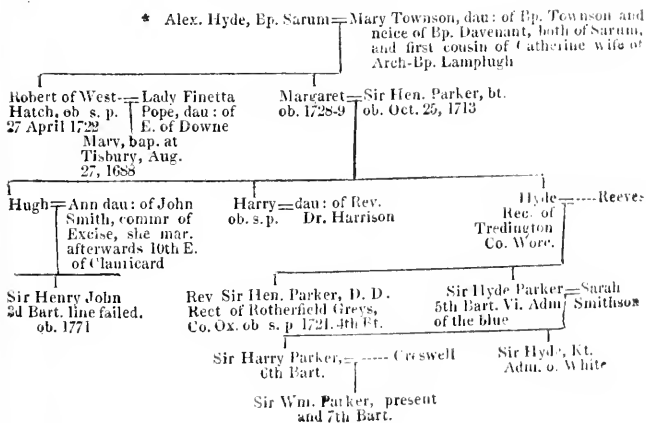 * Alex. Hyde, Ep. Sarum = Mary Townson, dau : of Bp. Townson and
neice of Bp. Davenant, both of Sarum,
and first cousin of Catherine wife of
Arch-Bp. Lamplugh
Robert of West- = Lady Finetta
Hatch, ob s. p. Pope, dau : of
27 April 1722 E. of Downe
Mary, bap. at
Tisbury, Aug.
27, 1688
Margaret = Sir Hen. Parker, bt.
ob. 1728-9 ob. Oct. 25, 1713
Hugh = Ann dau : of John
Smith, commr of
Excise, she mar.
afterwards 10th E.
of Clanricard
Harry = dau : of Rev.
ob. s. p. Dr. Harrison
Hyde = ---- Reeves
Rec. of
Tredington
Co. Worc.
Sir Henry John
Bart. line failed.
ob. 1771
Rev Sir Hen. Parker, D. D.
Rect of Rotherfield Greys,
Co. Ox. ob s. p 1721. 4th Bt.
Sir Hyde Parker = Sarah
5th Bart. Vi. Adm Smithson
of the blue
Sir Harry Parker, = ----- Creswell
6th Bart.
Sir Hyde, Kt.
Adm. o. White
Sir Wm. Parker, present
and 7th Bart.